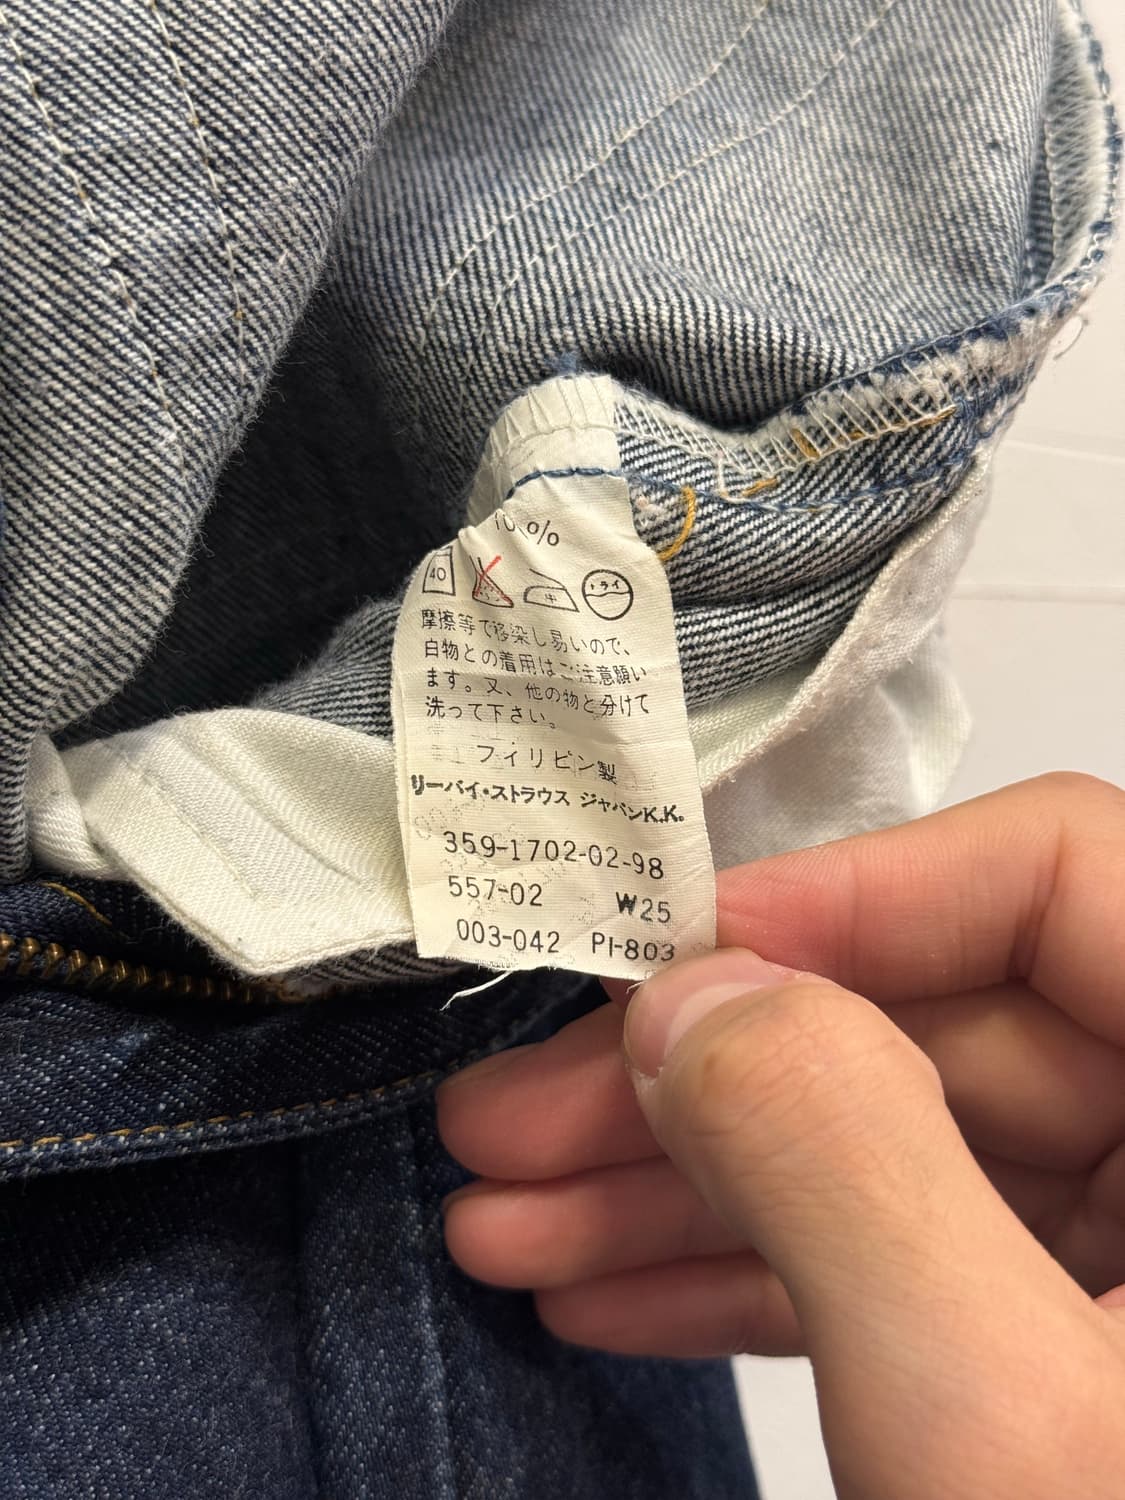 10 %
40 中 ドライ
摩擦等で移染し易いので、
白物との着用はご注意願い
ます。又、他の物と分けて
洗って下さい。
フィリピン製
リーバイ・ストラウス ジャパンK.K.
359-1702-02-98
557-02 W25
003-042 PI-803